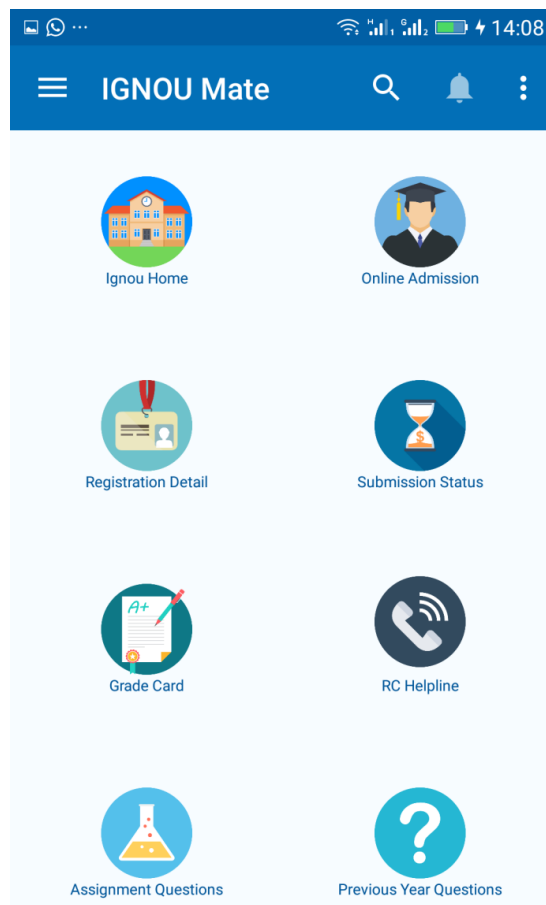 14:08
IGNOU Mate
Ignou Home
Online Admission
Registration Detail
Submission Status
A+
Grade Card
RC Helpline
Assignment Questions
Previous Year Questions